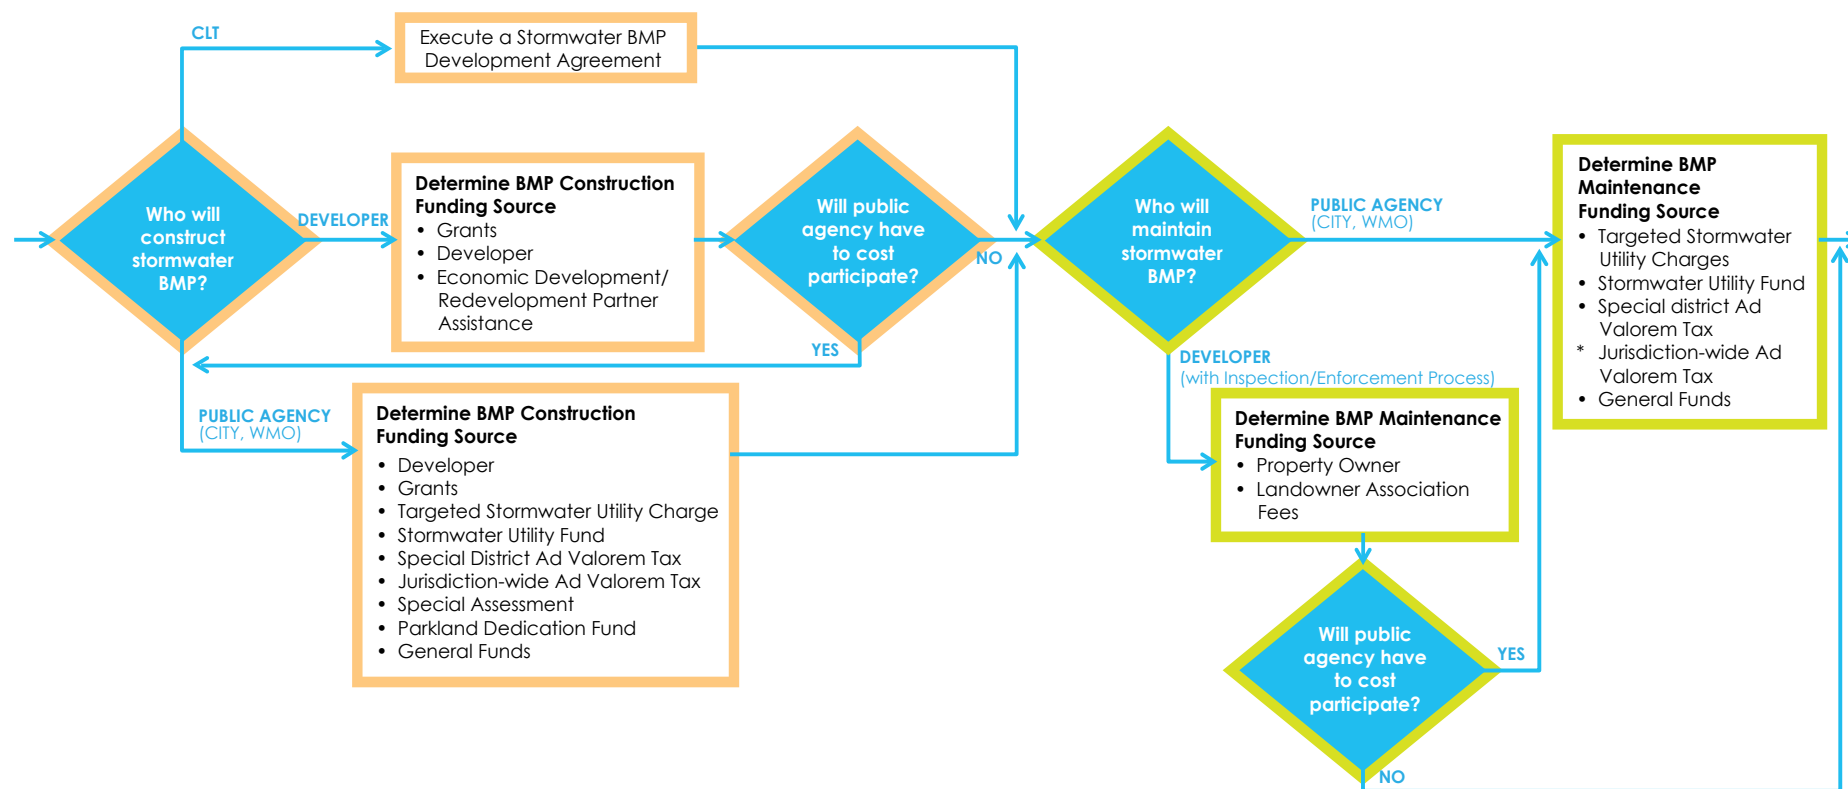 CLT
Execute a Stormwater BMP
Development Agreement
Who will
construct
stormwater
BMP?
DEVELOPER
Determine BMP Construction
Funding Source
• Grants
• Developer
• Economic Development/
Redevelopment Partner
Assistance
Will public
agency have
to cost
participate?
NO
YES
PUBLIC AGENCY
(CITY, WMO)
Determine BMP Construction
Funding Source
• Developer
• Grants
• Targeted Stormwater Utility Charge
• Stormwater Utility Fund
• Special District Ad Valorem Tax
• Jurisdiction-wide Ad Valorem Tax
• Special Assessment
• Parkland Dedication Fund
• General Funds
Who will
maintain
stormwater
BMP?
PUBLIC AGENCY
(CITY, WMO)
Determine BMP
Maintenance
Funding Source
• Targeted Stormwater
Utility Charges
• Stormwater Utility Fund
• Special district Ad
Valorem Tax
* Jurisdiction-wide Ad
Valorem Tax
• General Funds
DEVELOPER
(with Inspection/Enforcement Process)
Determine BMP Maintenance
Funding Source
• Property Owner
• Landowner Association
Fees
Will public
agency have
to cost
participate?
YES
NO